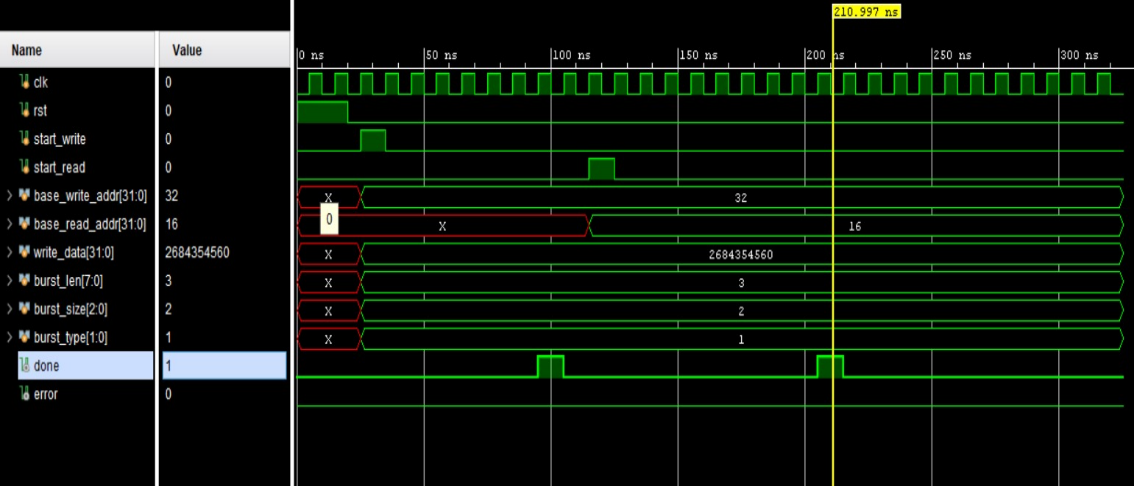 210.997 ns
Name Value
0 ns 50 ns 100 ns 150 ns 200 ns 250 ns 300 ns
clk 0
rst 0
start_write 0
start_read 0
base_write_addr[31:0] 32 X 32
0
base_read_addr[31:0] 16 X 16
write_data[31:0] 2684354560 X 2684354560
burst_len[7:0] 3 X 3
burst_size[2:0] 2 X 2
burst_type[1:0] 1 X 1
done 1
error 0